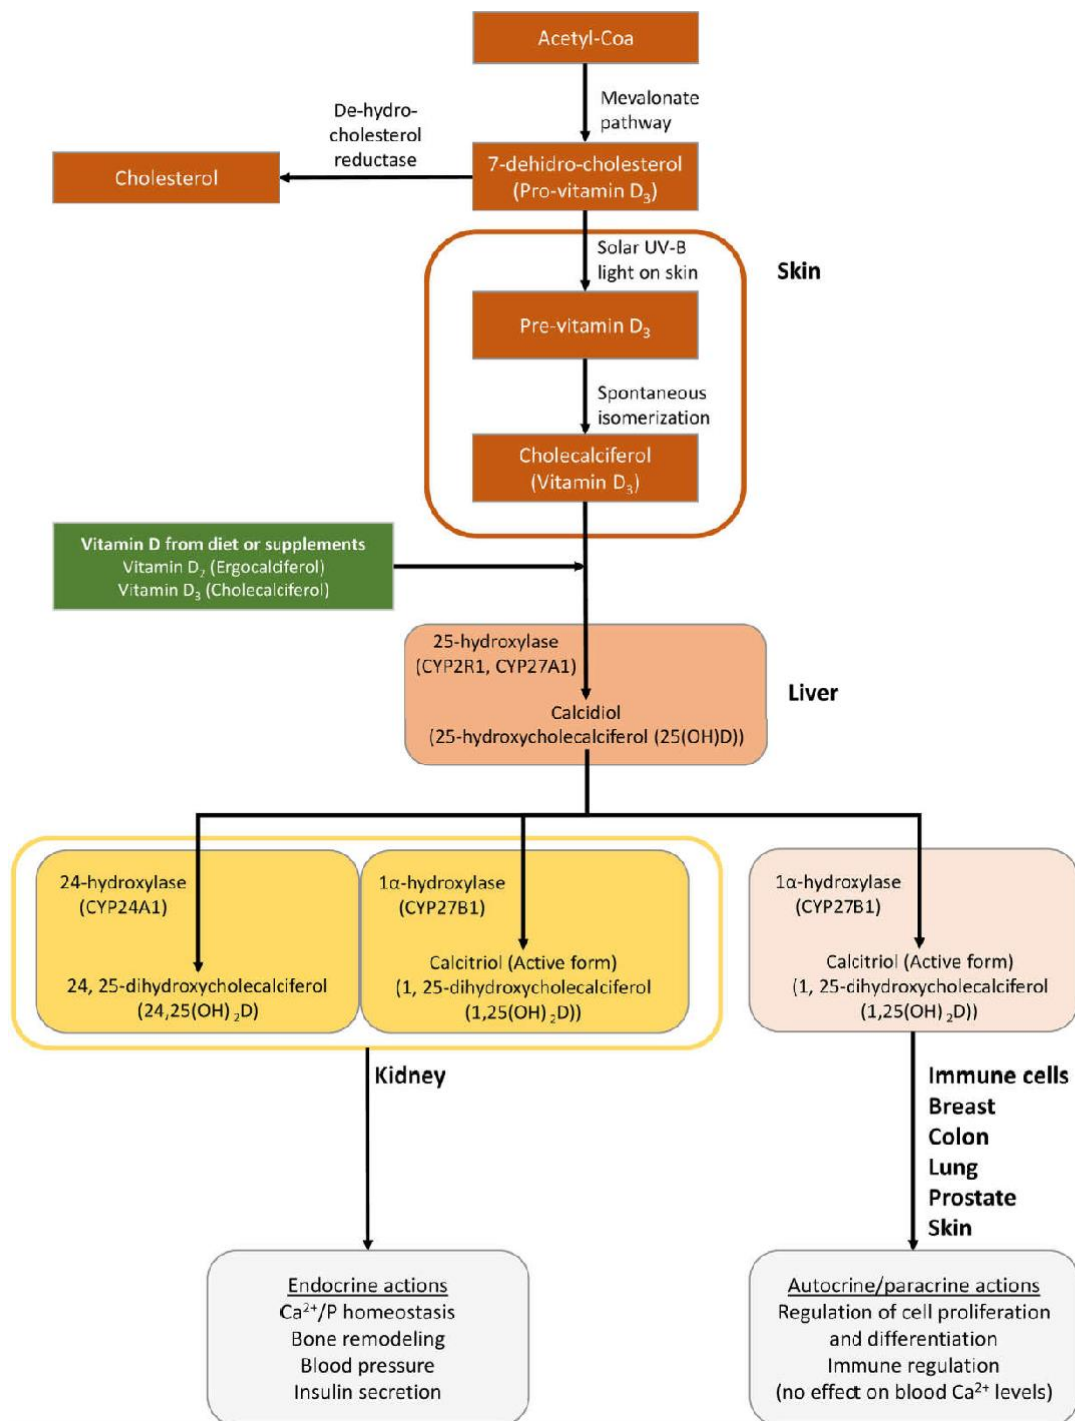 Acetyl-Coa
Mevalonate
pathway
De-hydro-
cholesterol
reductase
Cholesterol
7-dehidro-cholesterol
(Pro-vitamin D₃)
Solar UV-B
light on skin
Skin
Pre-vitamin D₃
Spontaneous
isomerization
Cholecalciferol
(Vitamin D₃)
Vitamin D from diet or supplements
Vitamin D₂ (Ergocalciferol)
Vitamin D₃ (Cholecalciferol)
25-hydroxylase
(CYP2R1, CYP27A1)
Liver
Calcidiol
(25-hydroxycholecalciferol (25(OH)D))
24-hydroxylase
(CYP24A1)
24, 25-dihydroxycholecalciferol
(24,25(OH) ₂D)
1α-hydroxylase
(CYP27B1)
Calcitriol (Active form)
(1, 25-dihydroxycholecalciferol
(1,25(OH) ₂D))
1α-hydroxylase
(CYP27B1)
Calcitriol (Active form)
(1, 25-dihydroxycholecalciferol
(1,25(OH) ₂D))
Kidney
Immune cells
Breast
Colon
Lung
Prostate
Skin
Endocrine actions
Ca²⁺/P homeostasis
Bone remodeling
Blood pressure
Insulin secretion
Autocrine/paracrine actions
Regulation of cell proliferation
and differentiation
Immune regulation
(no effect on blood Ca²⁺ levels)